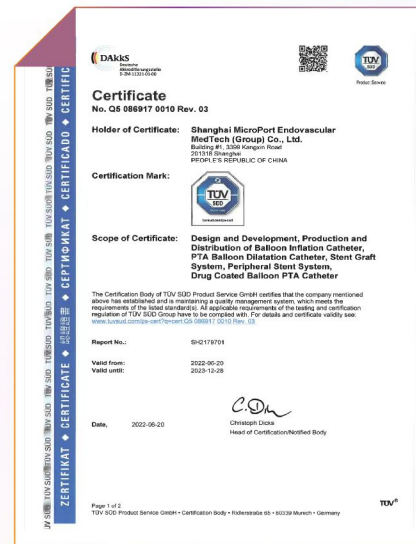 DAkkS
Deutsche
Akkreditierungsstelle
D-ZM-11321-01-00
TÜV
SÜD
Product Service
Certificate
No. Q5 086917 0010 Rev. 03
Holder of Certificate: Shanghai MicroPort Endovascular
MedTech (Group) Co., Ltd.
Building #1, 3399 Kangxin Road
201318 Shanghai
PEOPLE'S REPUBLIC OF CHINA
Certification Mark:
TÜV
SÜD
Scope of Certificate: Design and Development, Production and
Distribution of Balloon Inflation Catheter,
PTA Balloon Dilatation Catheter, Stent Graft
System, Peripheral Stent System,
Drug Coated Balloon PTA Catheter
The Certification Body of TÜV SÜD Product Service GmbH certifies that the company mentioned
above has established and is maintaining a quality management system, which meets the
requirements of the listed standard(s). All applicable requirements of the testing and certification
regulation of TÜV SÜD Group have to be complied with. For details and certificate validity see:
www.tuvsud.com/ps-cert?q=cert:Q5 086917 0010 Rev. 03
Report No.: SH2179701
Valid from: 2022-06-20
Valid until: 2023-12-28
Date, 2022-06-20
Christoph Dicks
Head of Certification/Notified Body
Page 1 of 2
TÜV SÜD Product Service GmbH • Certification Body • Ridlerstraße 65 • 80339 Munich • Germany
TÜV®
ZERTIFIKAT ◆ CERTIFICATE ◆ 認證證書 ◆ СЕРТИФИКАТ ◆ CERTIFICADO ◆ CERTIFIC